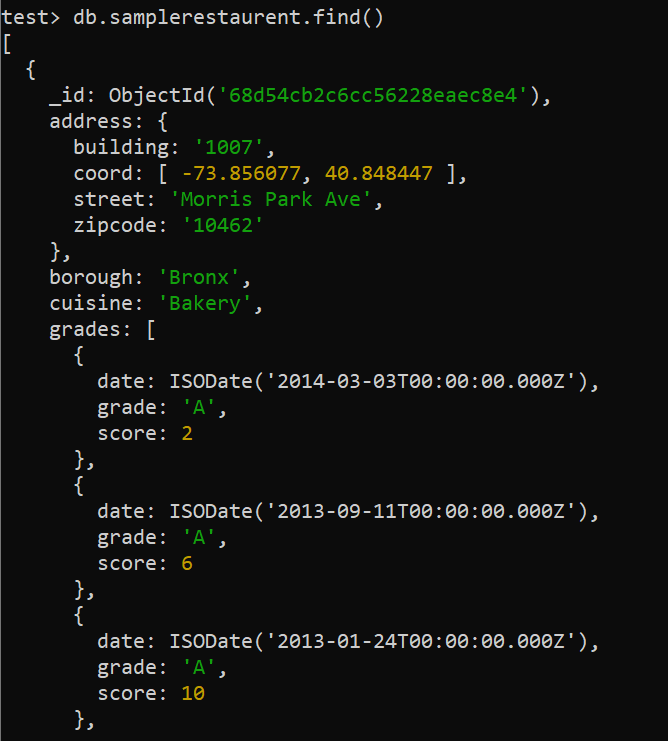 test> db.samplerestaurent.find()
[
  {
    _id: ObjectId('68d54cb2c6cc56228eaec8e4'),
    address: {
      building: '1007',
      coord: [ -73.856077, 40.848447 ],
      street: 'Morris Park Ave',
      zipcode: '10462'
    },
    borough: 'Bronx',
    cuisine: 'Bakery',
    grades: [
      {
        date: ISODate('2014-03-03T00:00:00.000Z'),
        grade: 'A',
        score: 2
      },
      {
        date: ISODate('2013-09-11T00:00:00.000Z'),
        grade: 'A',
        score: 6
      },
      {
        date: ISODate('2013-01-24T00:00:00.000Z'),
        grade: 'A',
        score: 10
      },